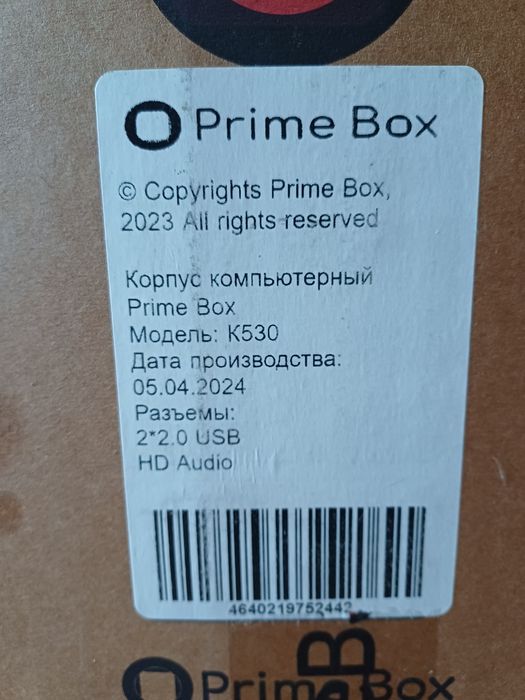 Prime Box
© Copyrights Prime Box,
2023 All rights reserved
Корпус компьютерный
Prime Box
Модель: K530
Дата производства:
05.04.2024
Разъемы:
2*2.0 USB
HD Audio
4640219752442
B
Prime Box